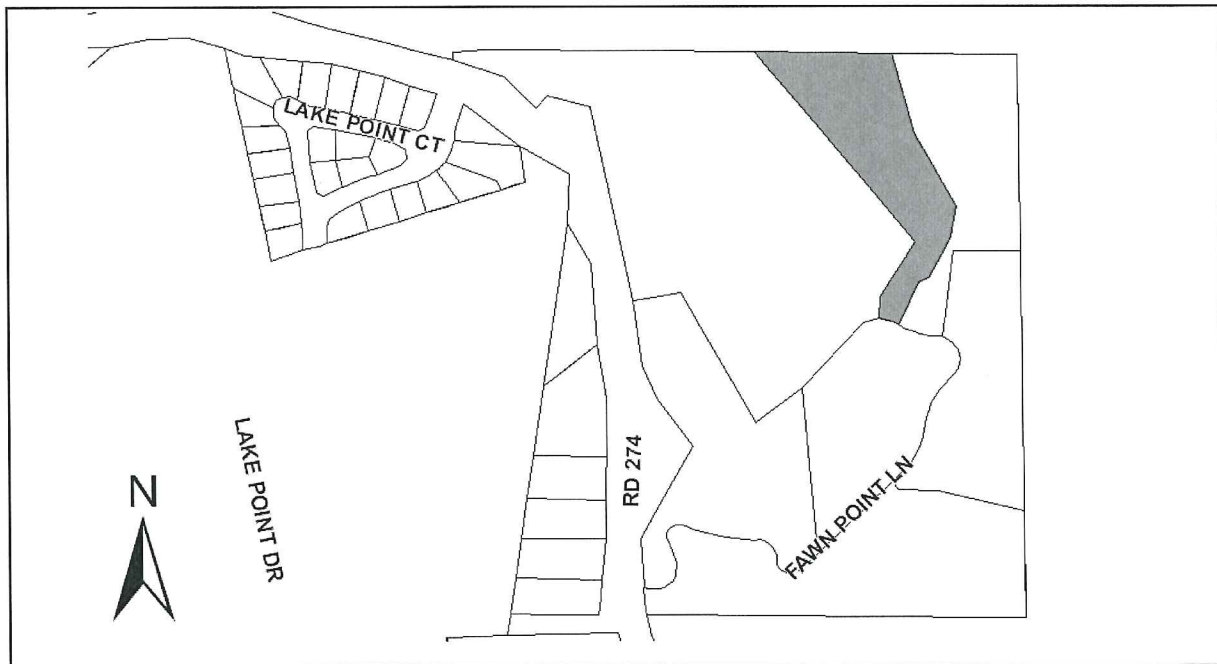 LAKE POINT CT
LAKE POINT DR
N
RD 274
FAWN POINT LN